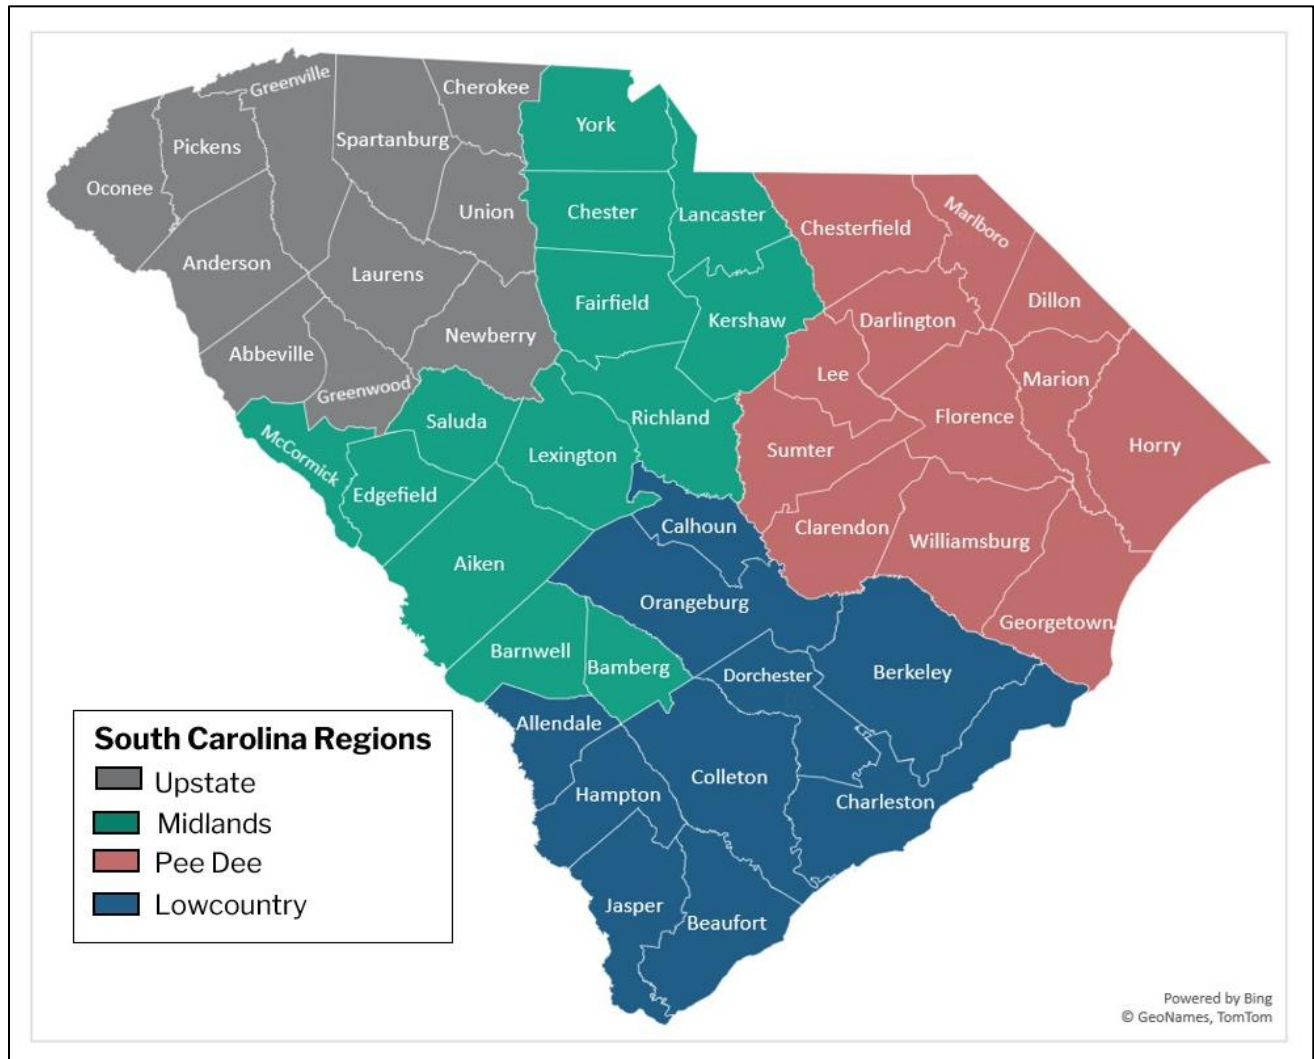 Greenville
Cherokee
York
Spartanburg
Pickens
Oconee
Union
Chester
Lancaster
Marlboro
Chesterfield
Anderson
Laurens
Fairfield
Kershaw
Dillon
Darlington
Newberry
Abbeville
Greenwood
Lee
Marion
Saluda
Richland
Florence
Horry
McCormick
Lexington
Sumter
Edgefield
Calhoun
Clarendon
Williamsburg
Aiken
Orangeburg
Georgetown
Barnwell
Bamberg
Dorchester
Berkeley
Allendale
Colleton
Hampton
Charleston
Jasper
Beaufort
South Carolina Regions
Upstate
Midlands
Pee Dee
Lowcountry
Powered by Bing
© GeoNames, TomTom